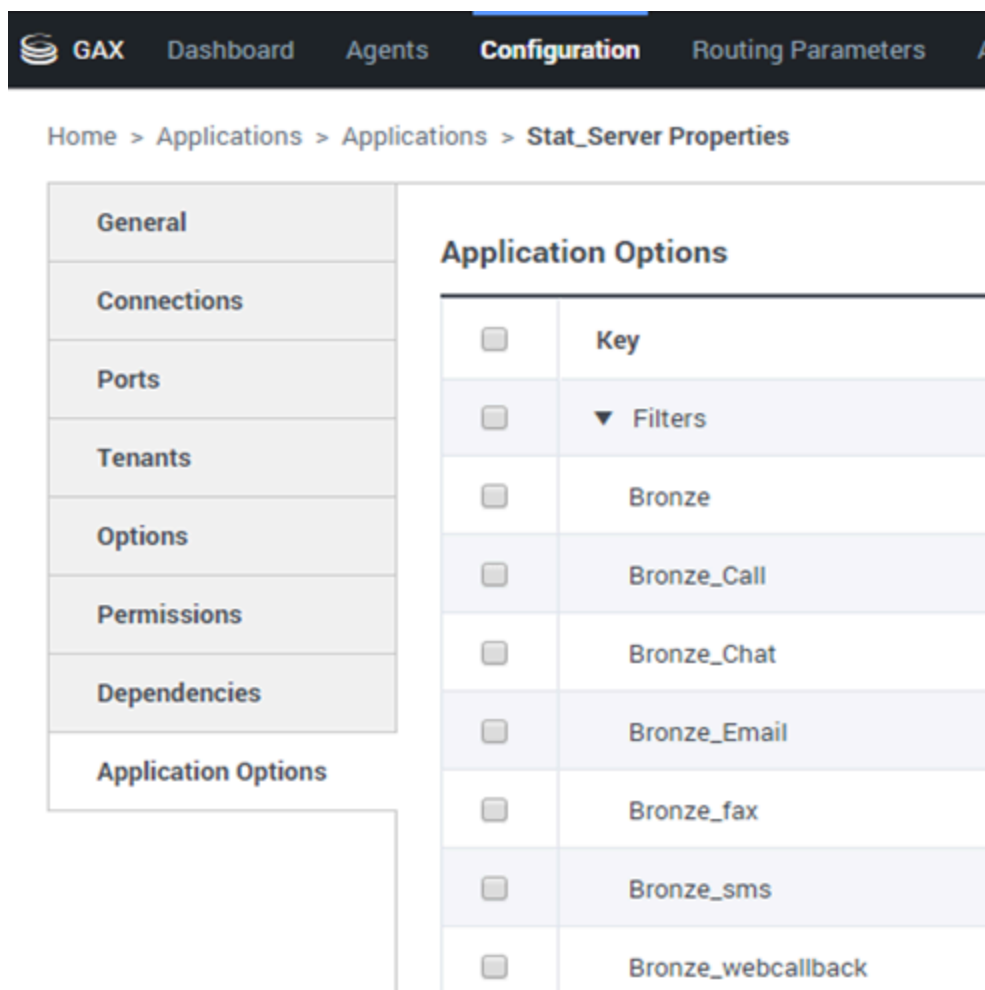 GAX Dashboard Agents Configuration Routing Parameters
Home > Applications > Applications > Stat_Server Properties
General
Connections
Ports
Tenants
Options
Permissions
Dependencies
Application Options
Application Options
Key
Filters
Bronze
Bronze_Call
Bronze_Chat
Bronze_Email
Bronze_fax
Bronze_sms
Bronze_webcallback